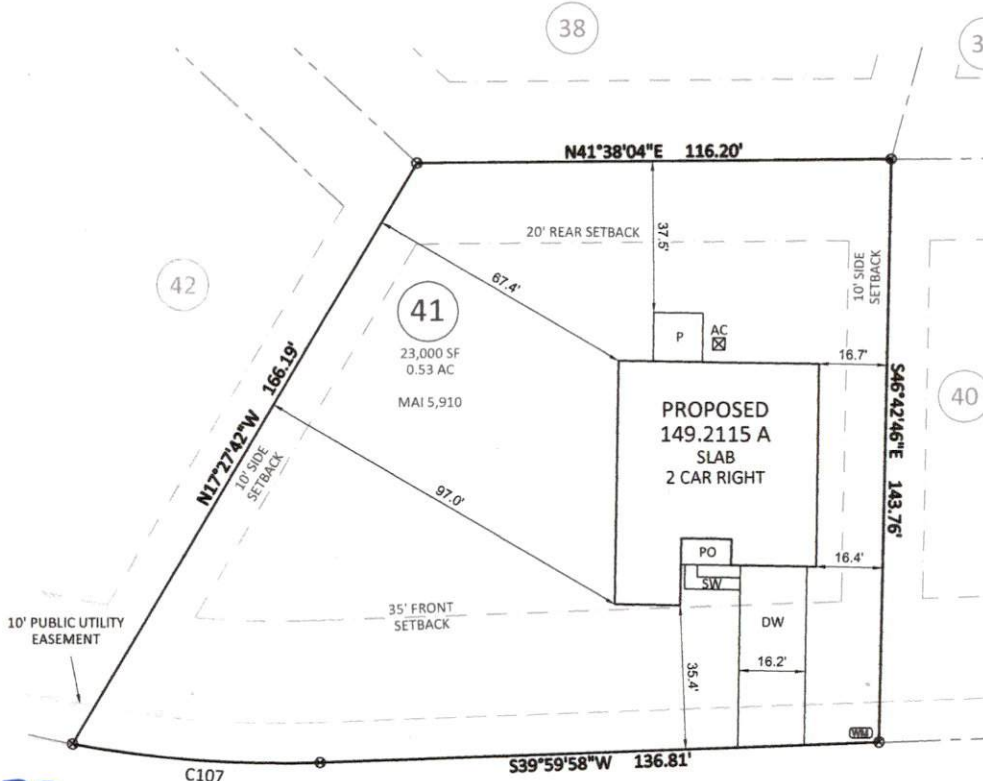 38
3
N41°38'04"E 116.20'
20' REAR SETBACK
37.5'
10' SIDE
SETBACK
42
67.4'
41
23,000 SF
0.53 AC
MAI 5,910
P
AC
16.7'
N17°27'42"W 166.19'
10' SIDE
SETBACK
PROPOSED
149.2115 A
SLAB
2 CAR RIGHT
S46°42'46"E 143.76'
40
97.0'
PO
SW
16.4'
10' PUBLIC UTILITY
EASEMENT
35' FRONT
SETBACK
DW
35.4'
16.2'
WM
C107
S39°59'58"W 136.81'